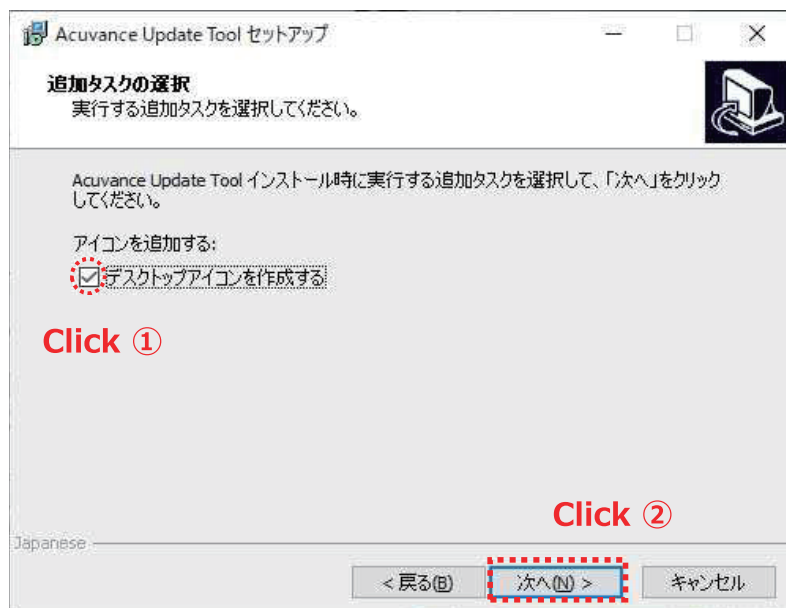 Acuvance Update Tool セットアップ
追加タスクの選択
実行する追加タスクを選択してください。
Acuvance Update Tool インストール時に実行する追加タスクを選択して、「次へ」をクリック
してください。
アイコンを追加する:
デスクトップアイコンを作成する
Click ①
Click ②
Japanese
< 戻る(B)
次へ(N) >
キャンセル